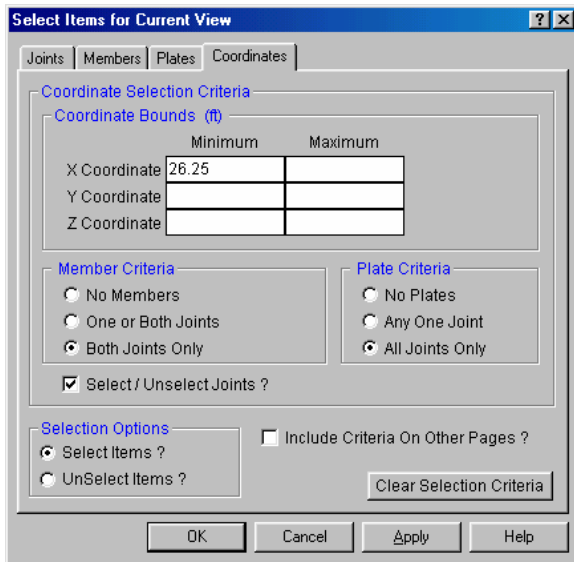 Select Items for Current View ? X
Joints Members Plates Coordinates
Coordinate Selection Criteria
Coordinate Bounds (ft)
Minimum Maximum
X Coordinate 26.25
Y Coordinate
Z Coordinate
Member Criteria
No Members
One or Both Joints
Both Joints Only
Plate Criteria
No Plates
Any One Joint
All Joints Only
Select / Unselect Joints ?
Selection Options
Select Items ?
UnSelect Items ?
Include Criteria On Other Pages ?
Clear Selection Criteria
OK Cancel Apply Help